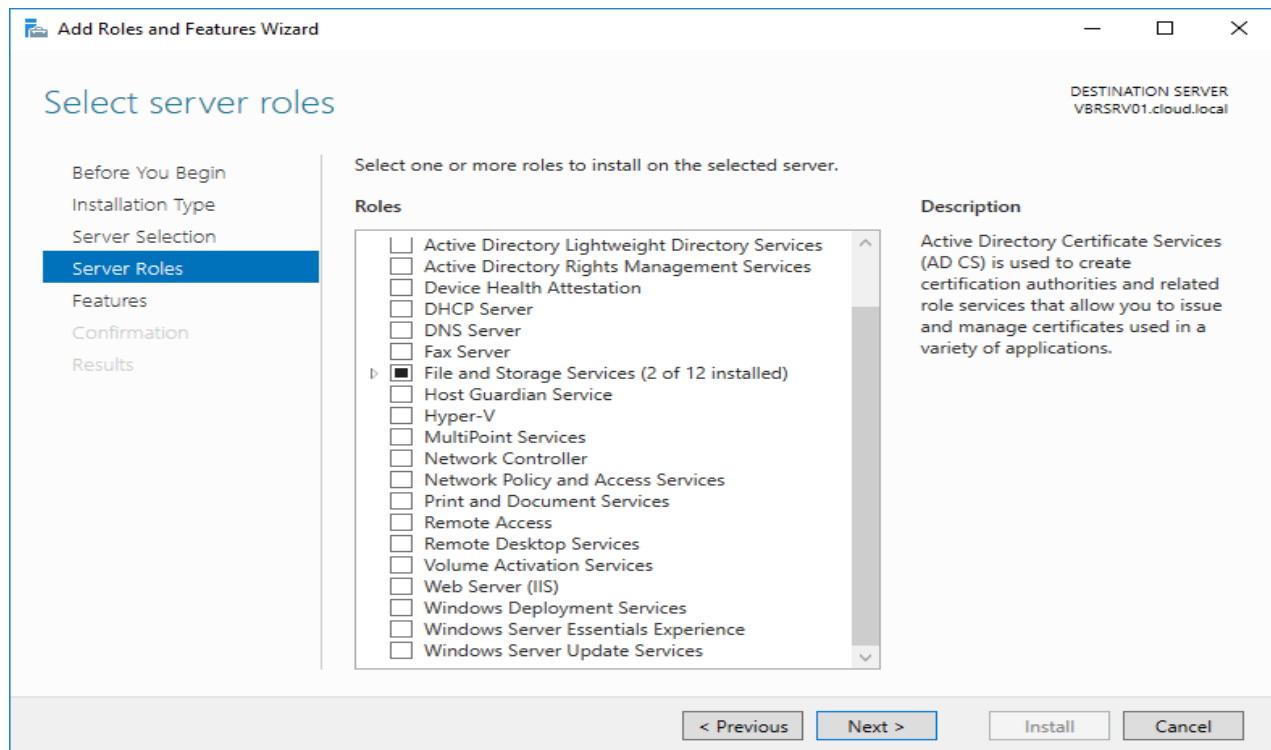 Add Roles and Features Wizard
Select server roles
DESTINATION SERVER
VBRSRV01.cloud.local
Before You Begin
Installation Type
Server Selection
Server Roles
Features
Confirmation
Results
Select one or more roles to install on the selected server.
Roles
Active Directory Lightweight Directory Services
Active Directory Rights Management Services
Device Health Attestation
DHCP Server
DNS Server
Fax Server
File and Storage Services (2 of 12 installed)
Host Guardian Service
Hyper-V
MultiPoint Services
Network Controller
Network Policy and Access Services
Print and Document Services
Remote Access
Remote Desktop Services
Volume Activation Services
Web Server (IIS)
Windows Deployment Services
Windows Server Essentials Experience
Windows Server Update Services
Description
Active Directory Certificate Services
(AD CS) is used to create
certification authorities and related
role services that allow you to issue
and manage certificates used in a
variety of applications.
< Previous
Next >
Install
Cancel